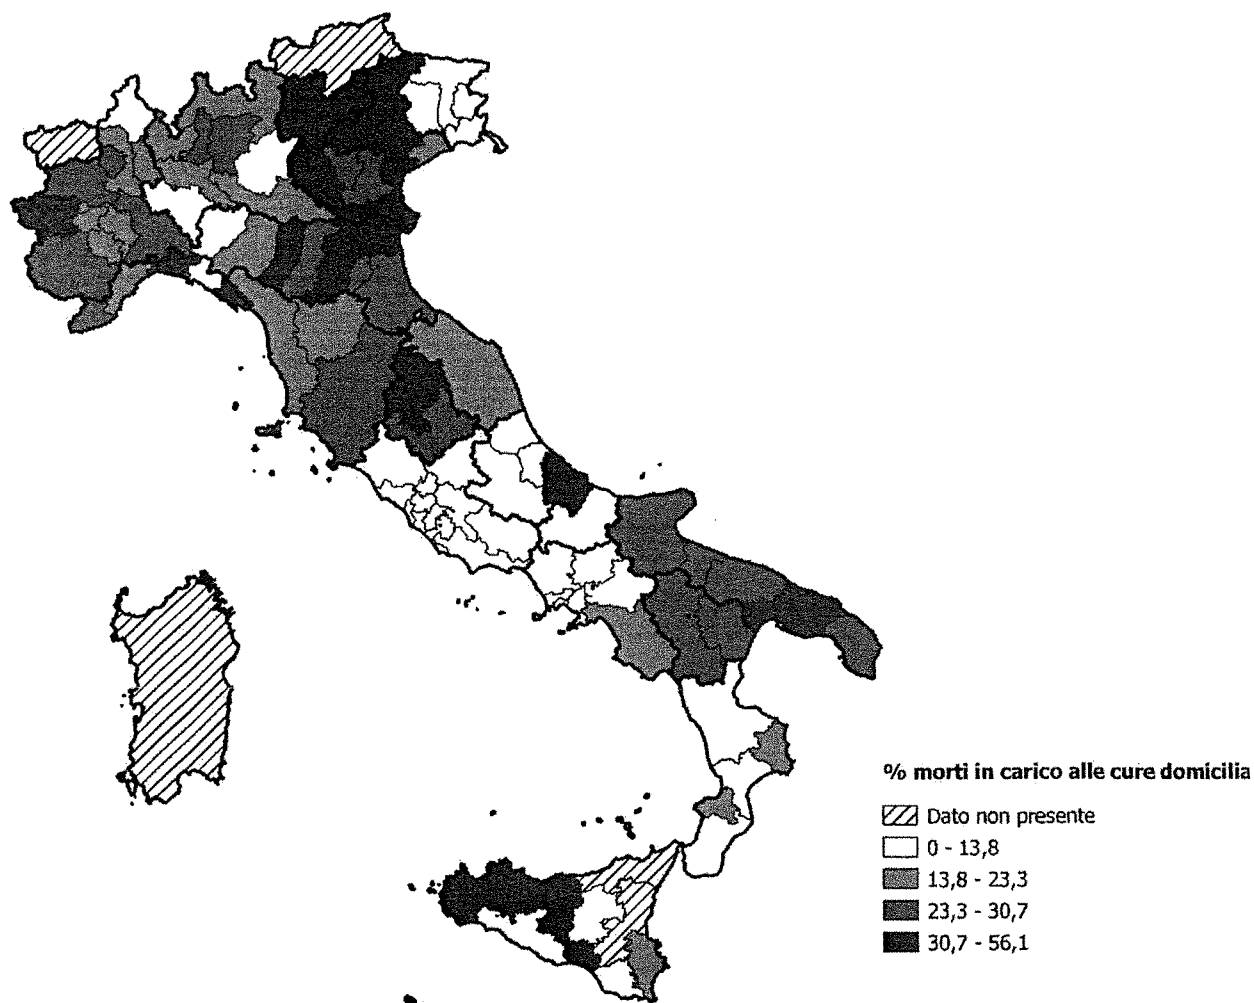 % morti in carico alle cure domicilia
Dato non presente
0 - 13,8
13,8 - 23,3
23,3 - 30,7
30,7 - 56,1